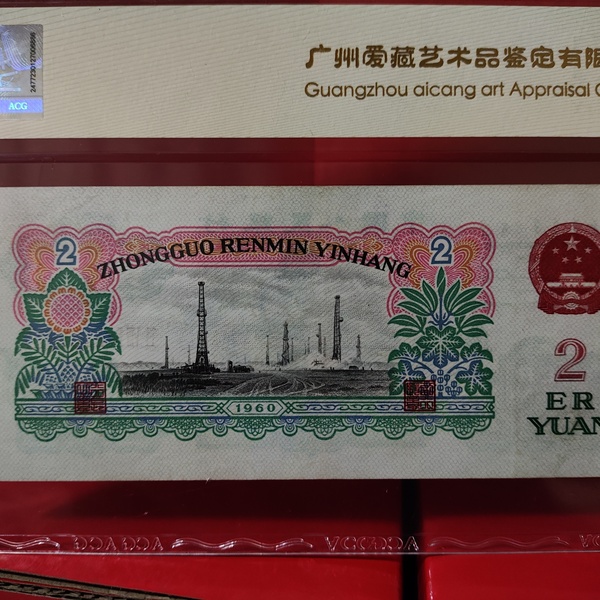 2477230127006698
ACG
广州爱藏艺术品鉴定有限
Guangzhou aicang art Appraisal C
2
ZHONGGUO RENMIN YINHANG
2
1960
2
ER
YUAN